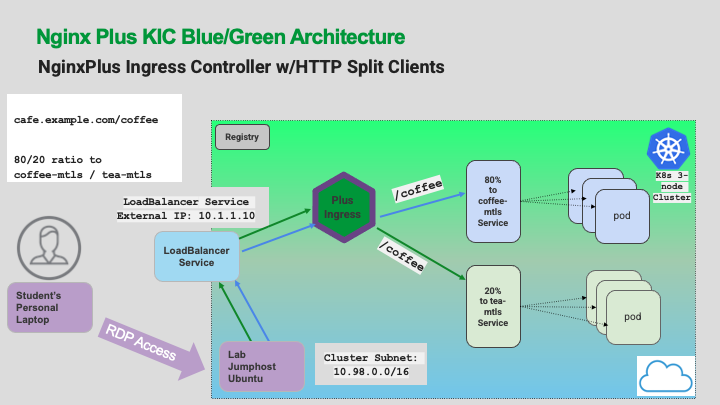 Nginx Plus KIC Blue/Green Architecture
NginxPlus Ingress Controller w/HTTP Split Clients
cafe.example.com/coffee
80/20 ratio to
coffee-mtls / tea-mtls
Registry
K8s 3-
node
Cluster
LoadBalancer Service
External IP: 10.1.1.10
Plus
Ingress
/coffee
80%
to
coffee-
mtls
Service
pod
LoadBalancer
Service
/coffee
20%
to tea-
mtls
Service
pod
Student's
Personal
Laptop
RDP Access
Lab
Jumphost
Ubuntu
Cluster Subnet:
10.98.0.0/16